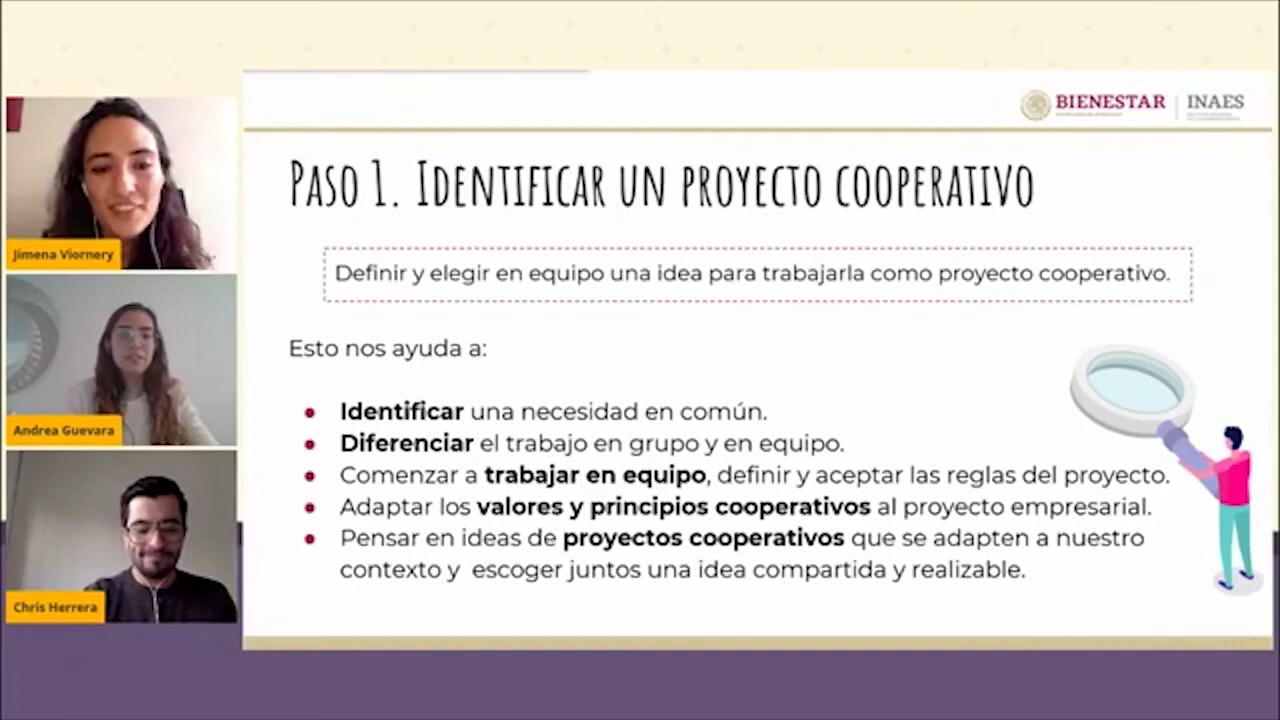 BIENESTAR
INAES
PASO 1. IDENTIFICAR UN PROYECTO COOPERATIVO
Definir y elegir en equipo una idea para trabajarla como proyecto cooperativo.
Esto nos ayuda a:
● Identificar una necesidad en común.
● Diferenciar el trabajo en grupo y en equipo.
● Comenzar a trabajar en equipo, definir y aceptar las reglas del proyecto.
● Adaptar los valores y principios cooperativos al proyecto empresarial.
● Pensar en ideas de proyectos cooperativos que se adapten a nuestro
contexto y escoger juntos una idea compartida y realizable.
Jimena Viornery
Andrea Guevara
Chris Herrera